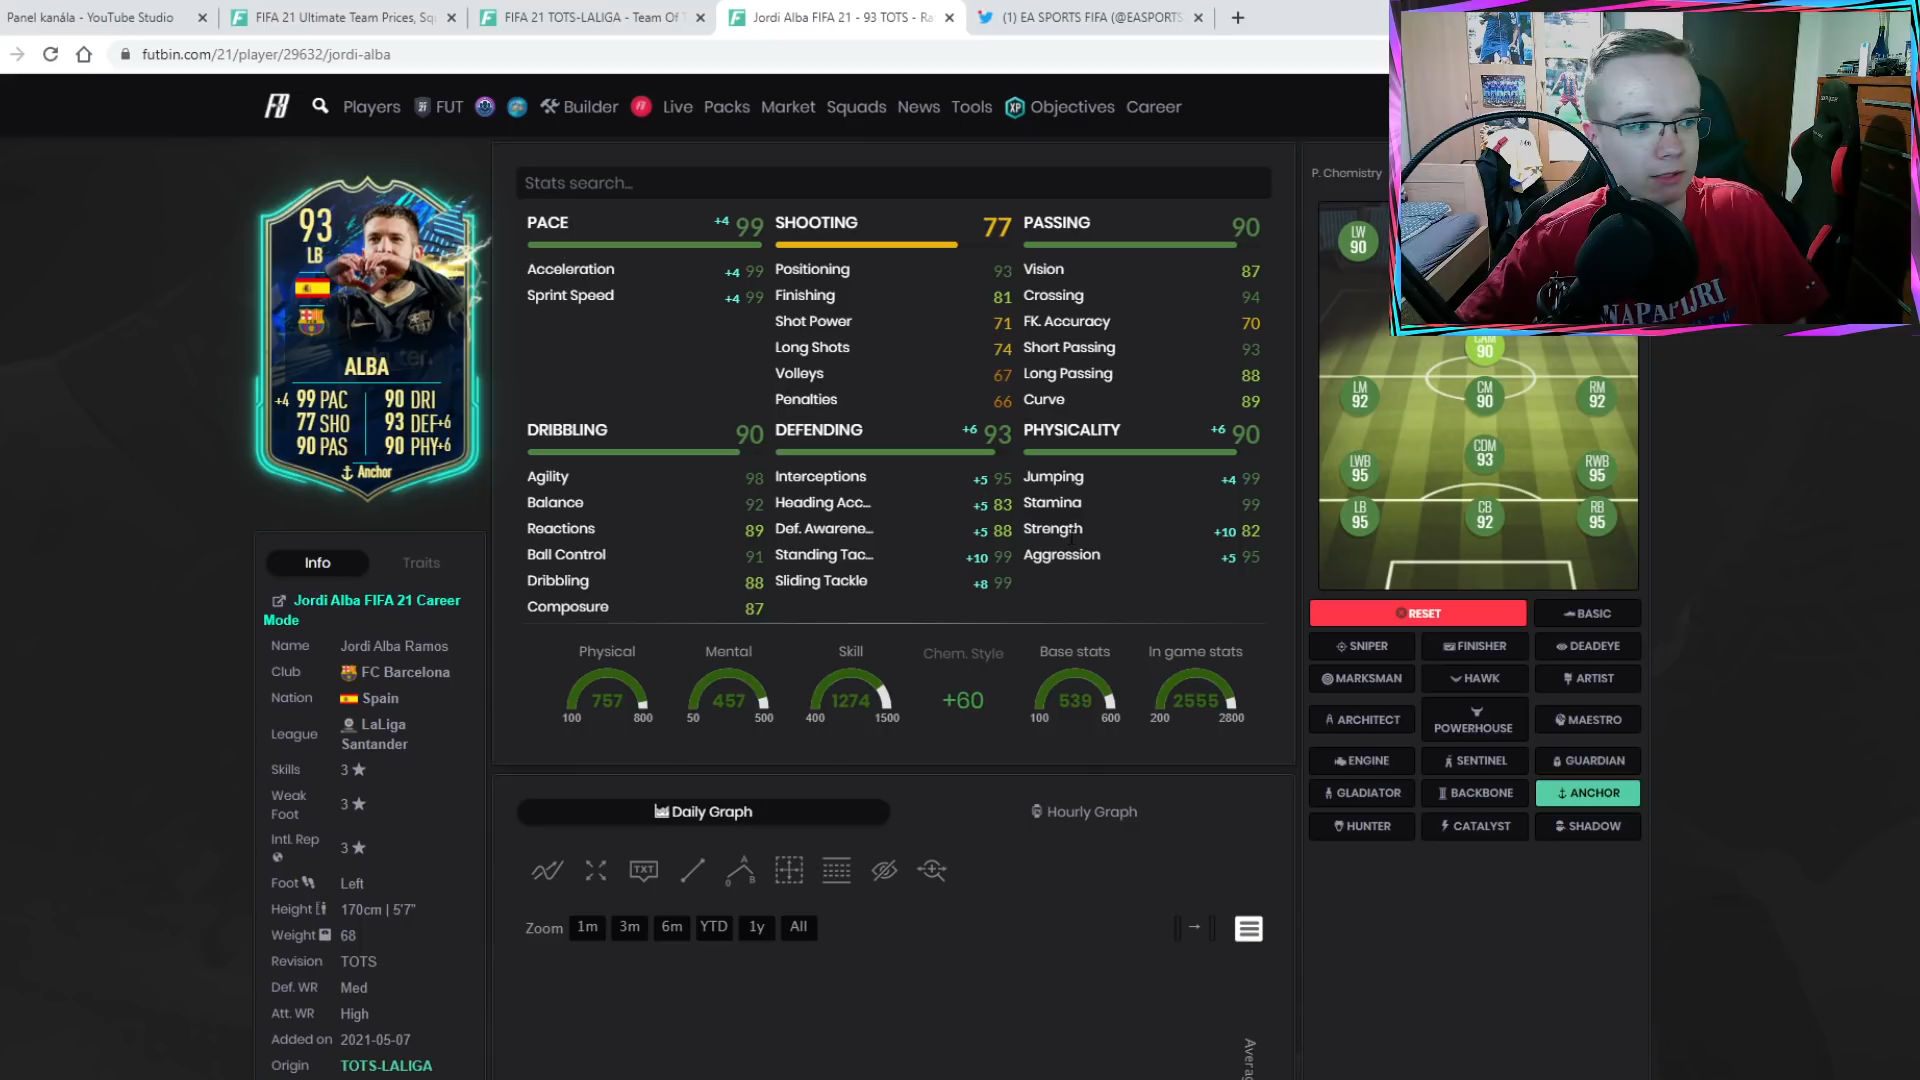 Panel kanála - YouTube Studio
FIFA 21 Ultimate Team Prices, Squ
FIFA 21 TOTS-LALIGA - Team Of T
Jordi Alba FIFA 21 - 93 TOTS - Ra
(1) EA SPORTS FIFA (@EASPORTS
futbin.com/21/player/29632/jordi-alba
Players FUT Builder Live Packs Market Squads News Tools XP Objectives Career
Stats search...
P. Chemistry
93
LB
ALBA
+4 99 PAC 90 DRI
77 SHO 93 DEF+6
90 PAS 90 PHY+6
Anchor
PACE +4 99
Acceleration +4 99
Sprint Speed +4 99
SHOOTING 77
Positioning 93
Finishing 81
Shot Power 71
Long Shots 74
Volleys 67
Penalties 66
PASSING 90
Vision 87
Crossing 94
FK. Accuracy 70
Short Passing 93
Long Passing 88
Curve 89
DRIBBLING 90
Agility 98
Balance 92
Reactions 89
Ball Control 91
Dribbling 88
Composure 87
DEFENDING +6 93
Interceptions +5 95
Heading Acc... +5 83
Def. Awarene... +5 88
Standing Tac... +10 99
Sliding Tackle +8 99
PHYSICALITY +6 90
Jumping +4 99
Stamina 99
Strength +10 82
Aggression +5 95
Physical
757
100 800
Mental
457
50 500
Skill
1274
400 1500
Chem. Style
+60
Base stats
539
100 600
In game stats
2555
200 2800
LW
90
CAM
90
LM
92
CM
90
RM
92
LWB
95
CDM
93
RWB
95
LB
95
CB
92
RB
95
NAPAPIJRI
RESET BASIC
SNIPER FINISHER DEADEYE
MARKSMAN HAWK ARTIST
ARCHITECT POWERHOUSE MAESTRO
ENGINE SENTINEL GUARDIAN
GLADIATOR BACKBONE ANCHOR
HUNTER CATALYST SHADOW
Info Traits
Jordi Alba FIFA 21 Career
Mode
Name Jordi Alba Ramos
Club FC Barcelona
Nation Spain
League LaLiga
Santander
Skills 3
Weak
Foot 3
Intl. Rep 3
Foot Left
Height 170cm | 5'7"
Weight 68
Revision TOTS
Def. WR Med
Att. WR High
Added on 2021-05-07
Origin TOTS-LALIGA
Daily Graph Hourly Graph
TXT
A
0 B
Zoom 1m 3m 6m YTD 1y All
→
Averag